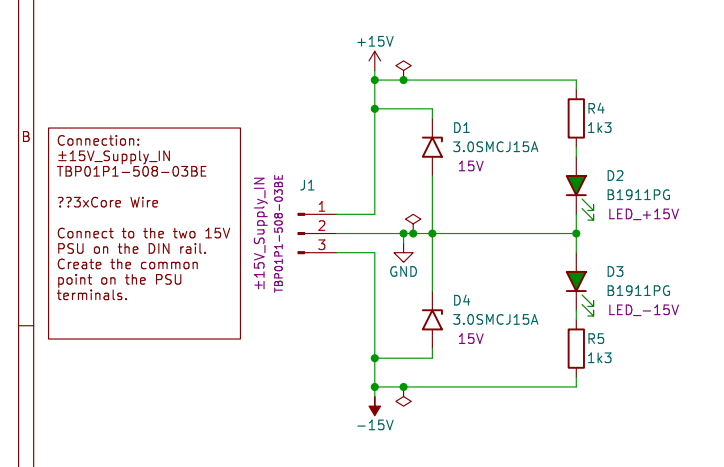 B
Connection:
±15V_Supply_IN
TBP01P1-508-03BE
??3xCore Wire
Connect to the two 15V
PSU on the DIN rail.
Create the common
point on the PSU
terminals.
±15V_Supply_IN
TBP01P1-508-03BE
J1
1
2
3
+15V
D1
3.0SMCJ15A
15V
R4
1k3
D2
B1911PG
LED_+15V
GND
D4
3.0SMCJ15A
15V
D3
B1911PG
LED_-15V
R5
1k3
-15V